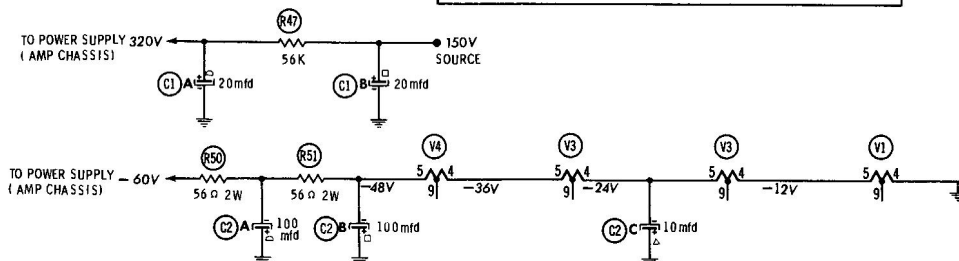 R47
TO POWER SUPPLY 320V
( AMP CHASSIS)
56K
150V
SOURCE
C1 A 20mfd
C1 B 20mfd
R50 R51 V4 V3 V3 V1
TO POWER SUPPLY -60V
( AMP CHASSIS)
56Ω 2W 56Ω 2W -48V 5 4 9 -36V 5 4 9 -24V 5 4 9 -12V 5 4 9
C2 A 100 mfd
C2 B 100mfd
C2 C 10mfd